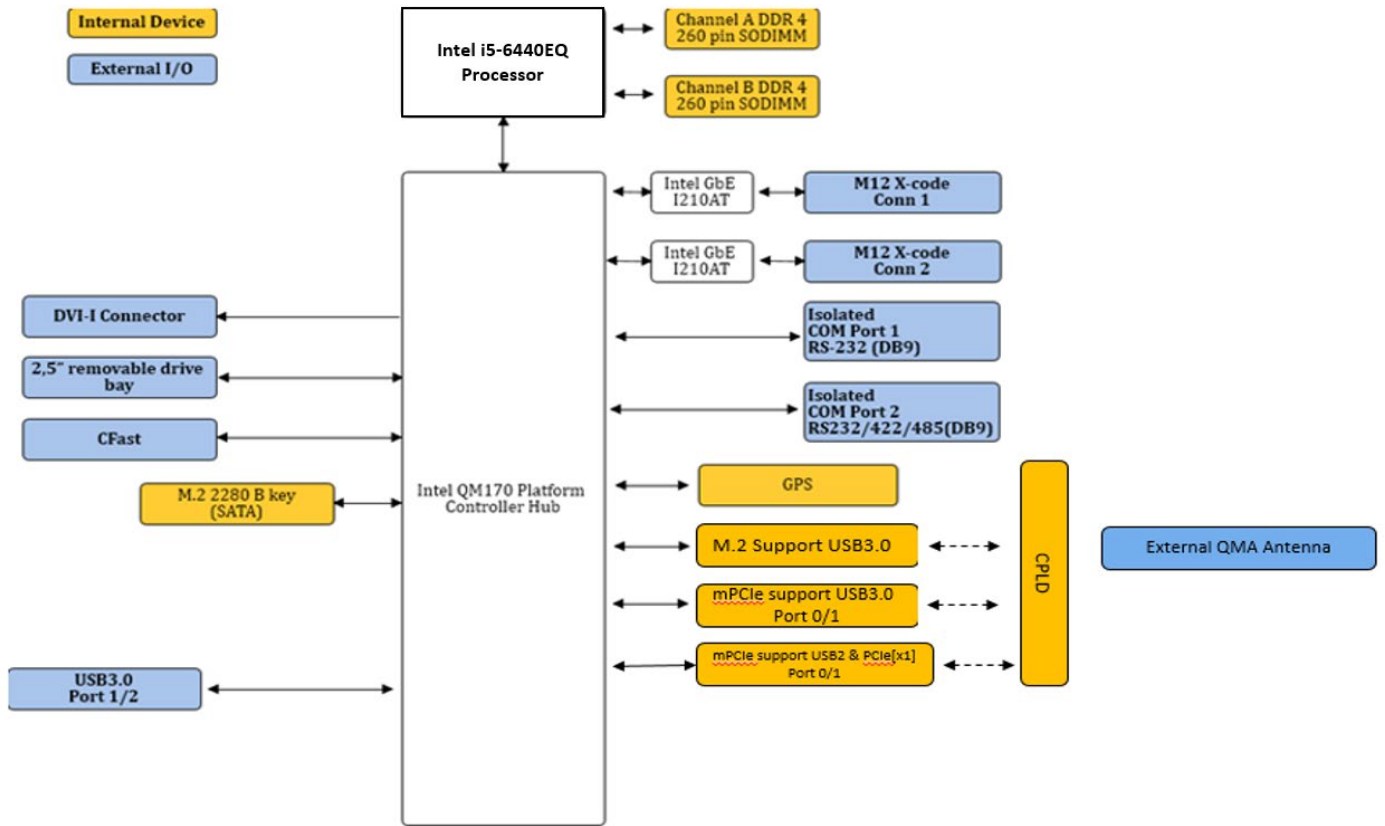 Internal Device
External I/O
Intel i5-6440EQ
Processor
Channel A DDR 4
260 pin SODIMM
Channel B DDR 4
260 pin SODIMM
Intel GbE
I210AT
M12 X-code
Conn 1
Intel GbE
I210AT
M12 X-code
Conn 2
DVI-I Connector
Isolated
COM Port 1
RS-232 (DB9)
2,5" removable drive
bay
Isolated
COM Port 2
RS232/422/485(DB9)
CFast
M.2 2280 B key
(SATA)
Intel QM170 Platform
Controller Hub
GPS
M.2 Support USB3.0
CPLD
External QMA Antenna
mPCIe support USB3.0
Port 0/1
mPCIe support USB2 & PCIe[x1]
Port 0/1
USB3.0
Port 1/2